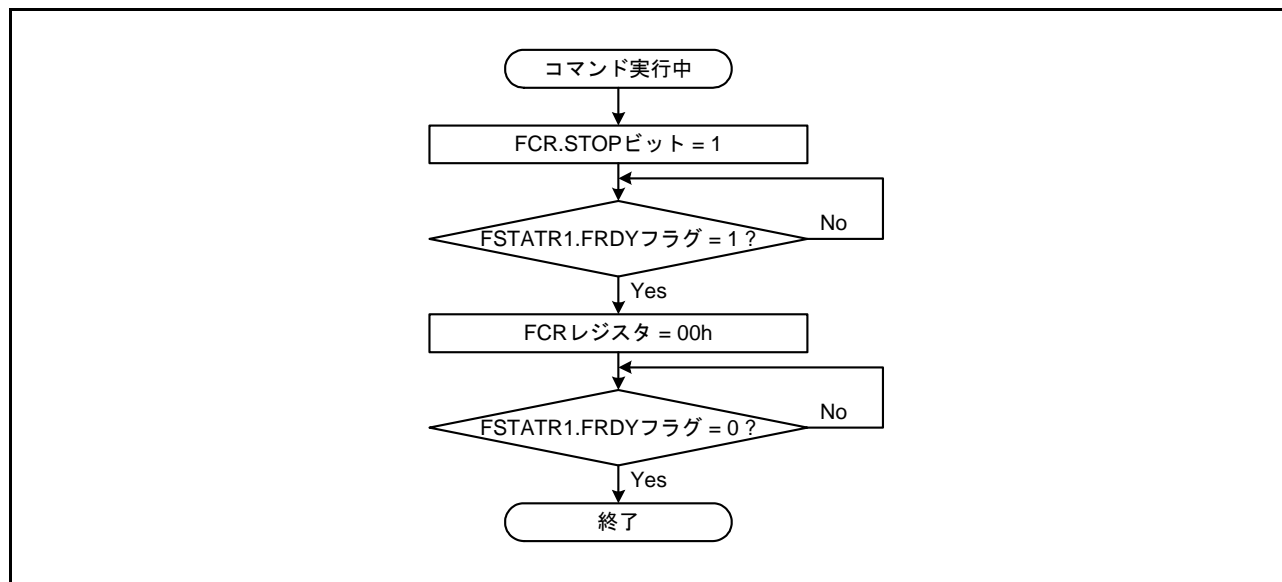 コマンド実行中
FCR.STOPビット = 1
FSTATR1.FRDYフラグ = 1 ?
No
Yes
FCRレジスタ = 00h
FSTATR1.FRDYフラグ = 0 ?
No
Yes
終了